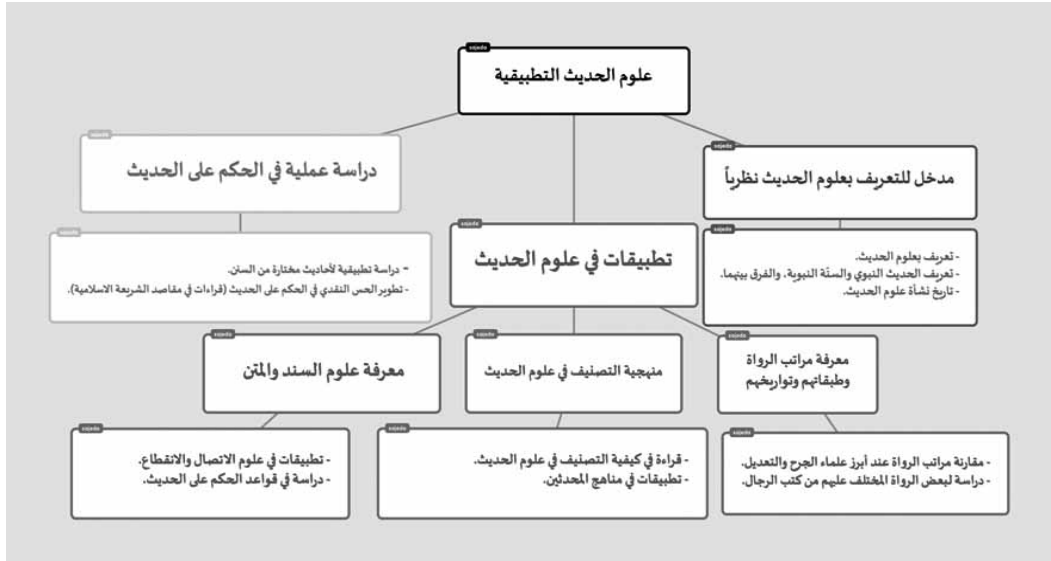 علوم الحديث التطبيقية
مدخل للتعريف بعلوم الحديث نظرياً
- تعريف بعلوم الحديث.
- تعريف الحديث النبوي والسنّة النبوية، والفرق بينهما.
- تاريخ نشأة علوم الحديث.
تطبيقات في علوم الحديث
معرفة مراتب الرواة
وطبقاتهم وتواريخهم
- مقارنة مراتب الرواة عند أبرز علماء الجرح والتعديل.
- دراسة لبعض الرواة المختلف عليهم من كتب الرجال.
منهجية التصنيف في علوم الحديث
- قراءة في كيفية التصنيف في علوم الحديث.
- تطبيقات في مناهج المحدثين.
معرفة علوم السند والمتن
- تطبيقات في علوم الاتصال والانقطاع.
- دراسة في قواعد الحكم على الحديث.
دراسة عملية في الحكم على الحديث
- دراسة تطبيقية لأحاديث مختارة من السنن.
- تطوير الحس النقدي في الحكم على الحديث (قراءات في مقاصد الشريعة الاسلامية).